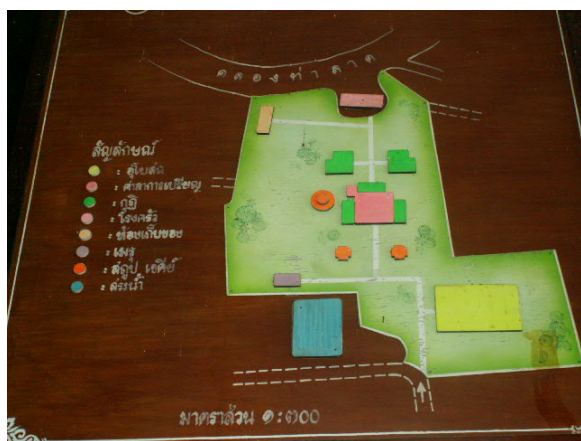 คลองท่าลาด
สัญลักษณ์
: อุโบสถ
: ศาลาการเปรียญ
: กุฏิ
: โรงครัว
: ห้องเก็บของ
: เมรุ
: สถูป เจดีย์
: สระน้ำ
มาตราส่วน ๑:๗๐๐